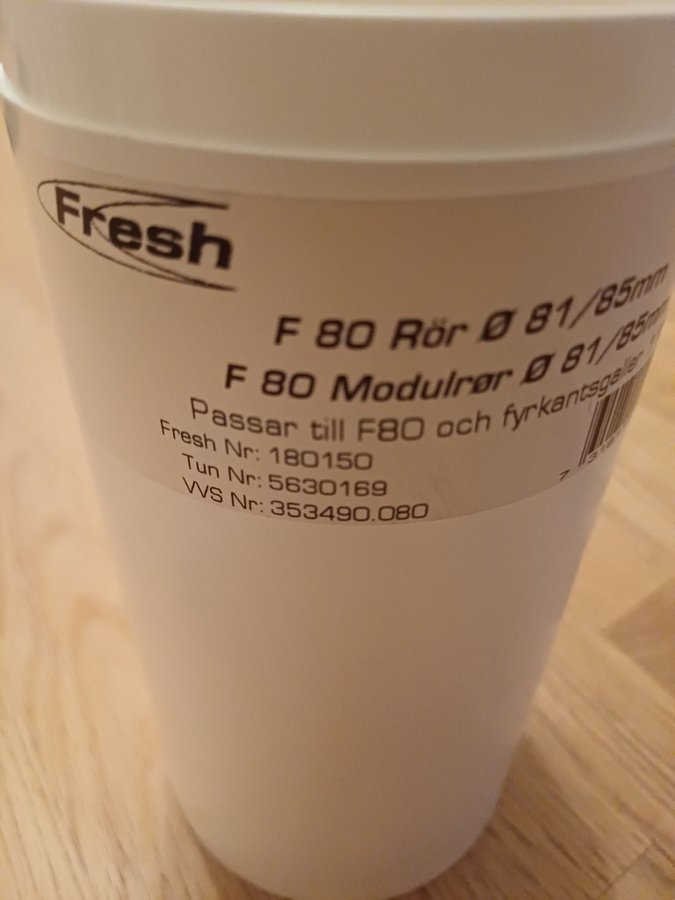 Fresh
F 80 Rör Ø 81/85mm
F 80 Modulrør Ø 81/85mm
Passar till F80 och fyrkantsgaller
Fresh Nr: 180150
Tun Nr: 5630169
VVS Nr: 353490.080
7